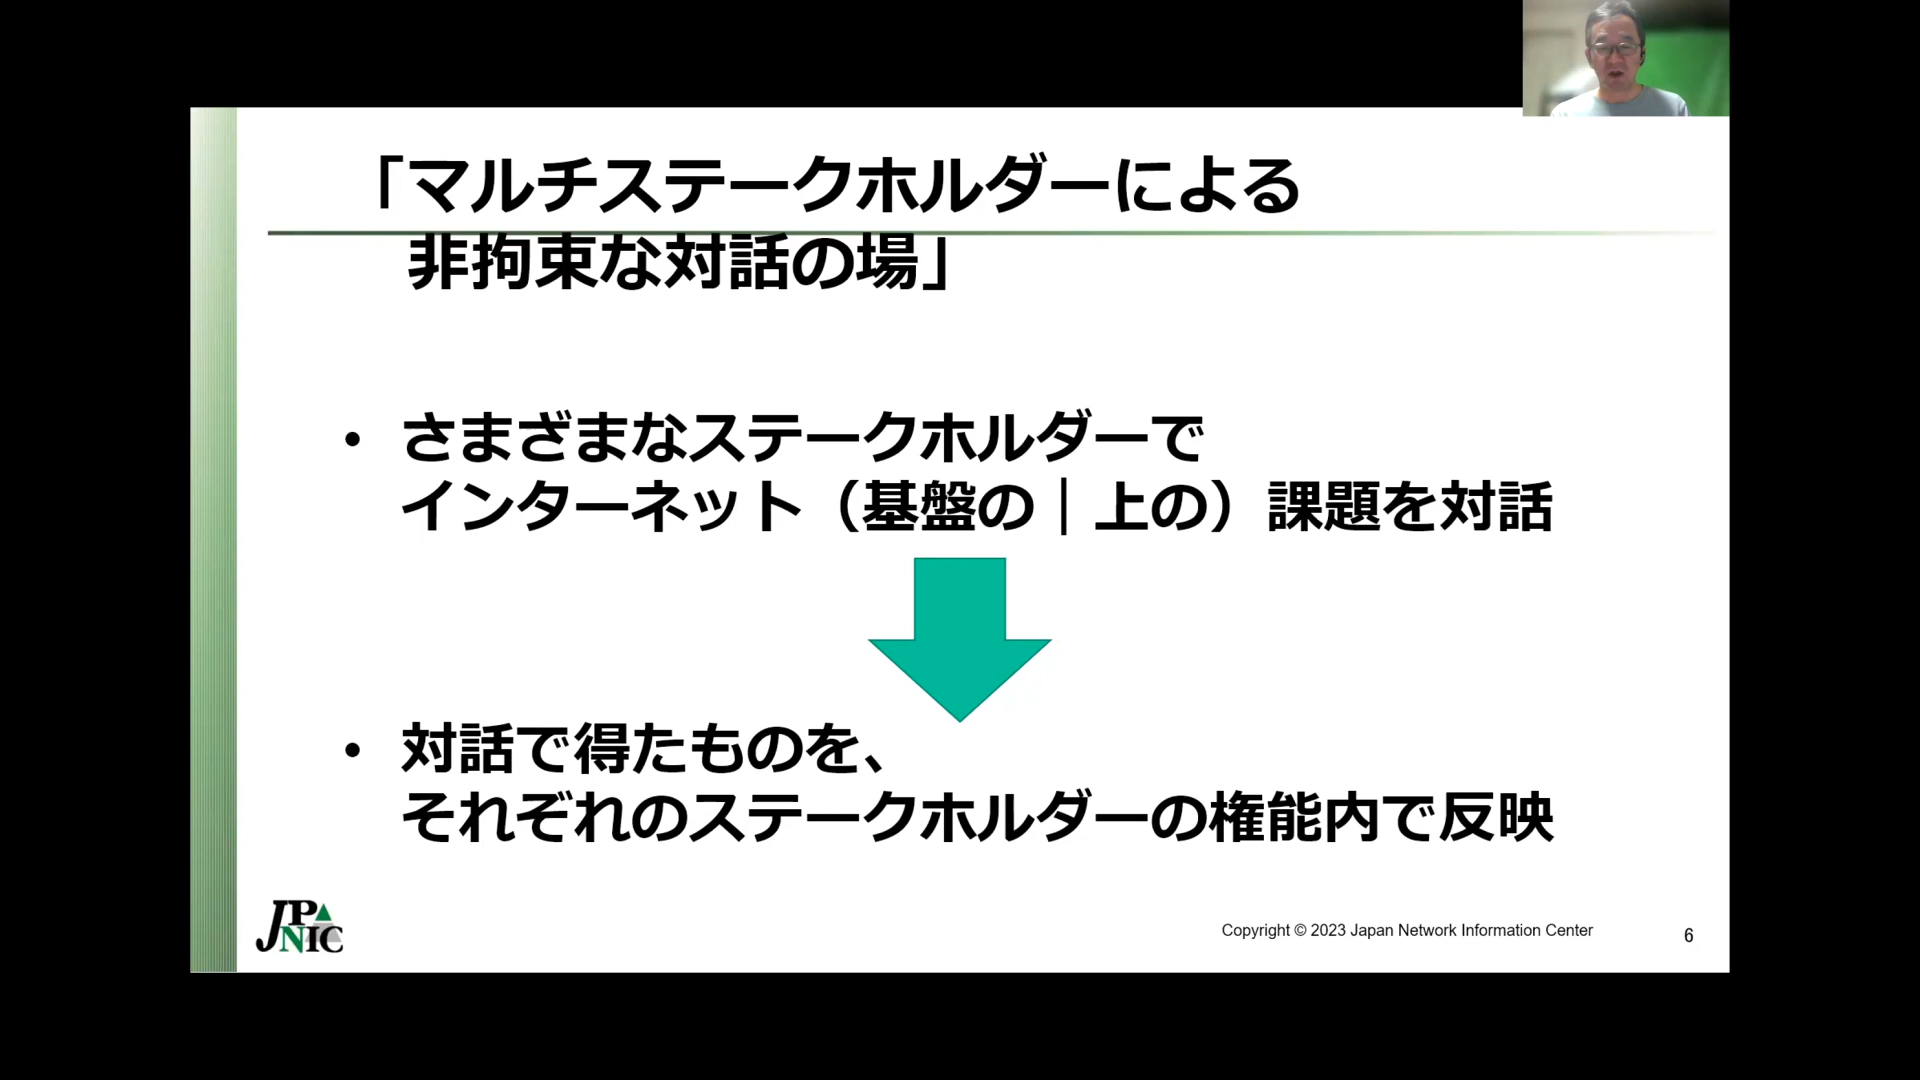 「マルチステークホルダーによる
非拘束な対話の場」
• さまざまなステークホルダーで
インターネット（基盤の｜上の）課題を対話
• 対話で得たものを、
それぞれのステークホルダーの権能内で反映
JPNIC
Copyright © 2023 Japan Network Information Center
6